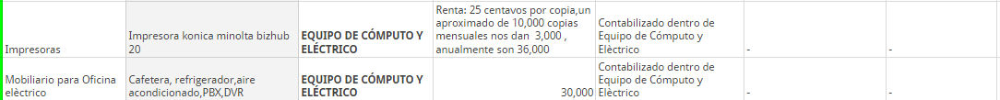 Impresoras
Impresora konica minolta bizhub
20
EQUIPO DE CÓMPUTO Y
ELÉCTRICO
Renta: 25 centavos por copia,un
aproximado de 10,000 copias
mensuales nos dan  3,000 ,
anualmente son 36,000
Contabilizado dentro de
Equipo de Cómputo y
Elèctrico
-
-
Mobiliario para Oficina
elèctrico
Cafetera, refrigerador,aire
acondicionado,PBX,DVR
EQUIPO DE CÓMPUTO Y
ELÉCTRICO
30,000
Contabilizado dentro de
Equipo de Cómputo y
Elèctrico
-
-